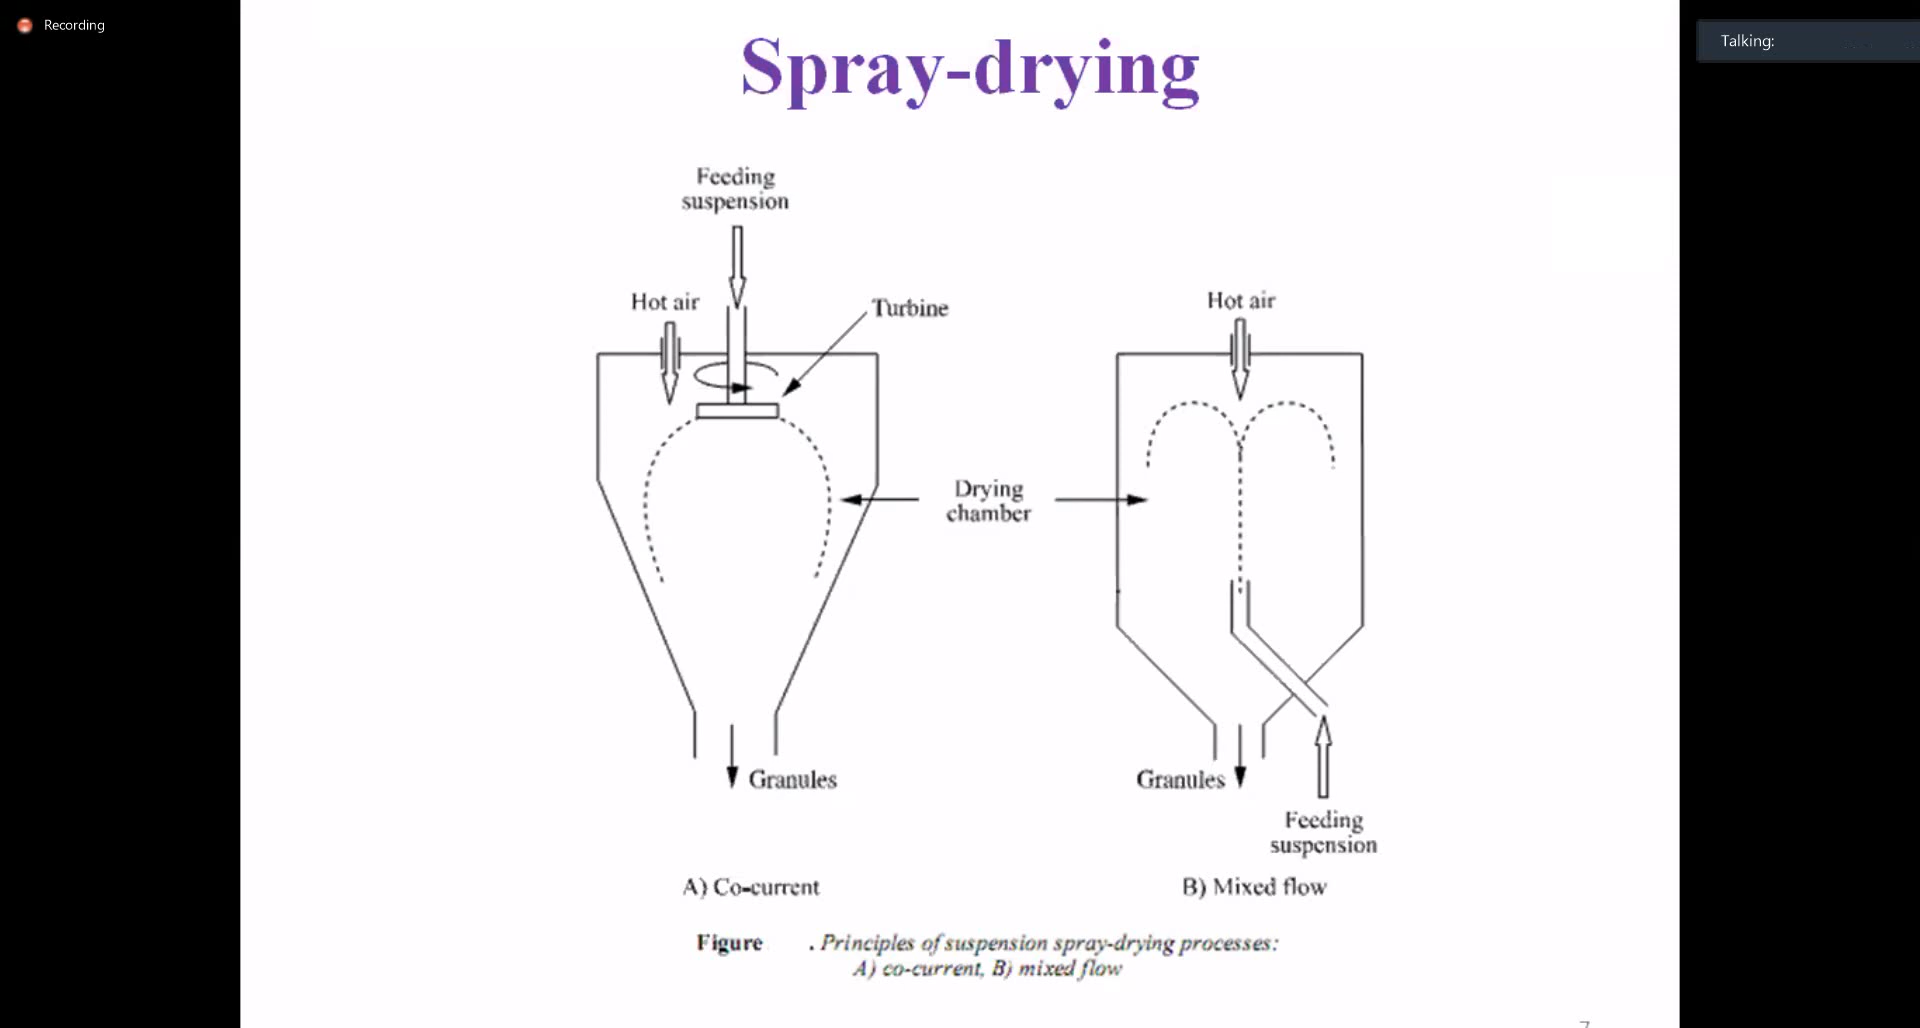 Recording
Talking:
Spray-drying
Feeding
suspension
Hot air
Turbine
Hot air
Drying
chamber
Granules
Granules
Feeding
suspension
A) Co-current
B) Mixed flow
Figure . Principles of suspension spray-drying processes:
A) co-current, B) mixed flow